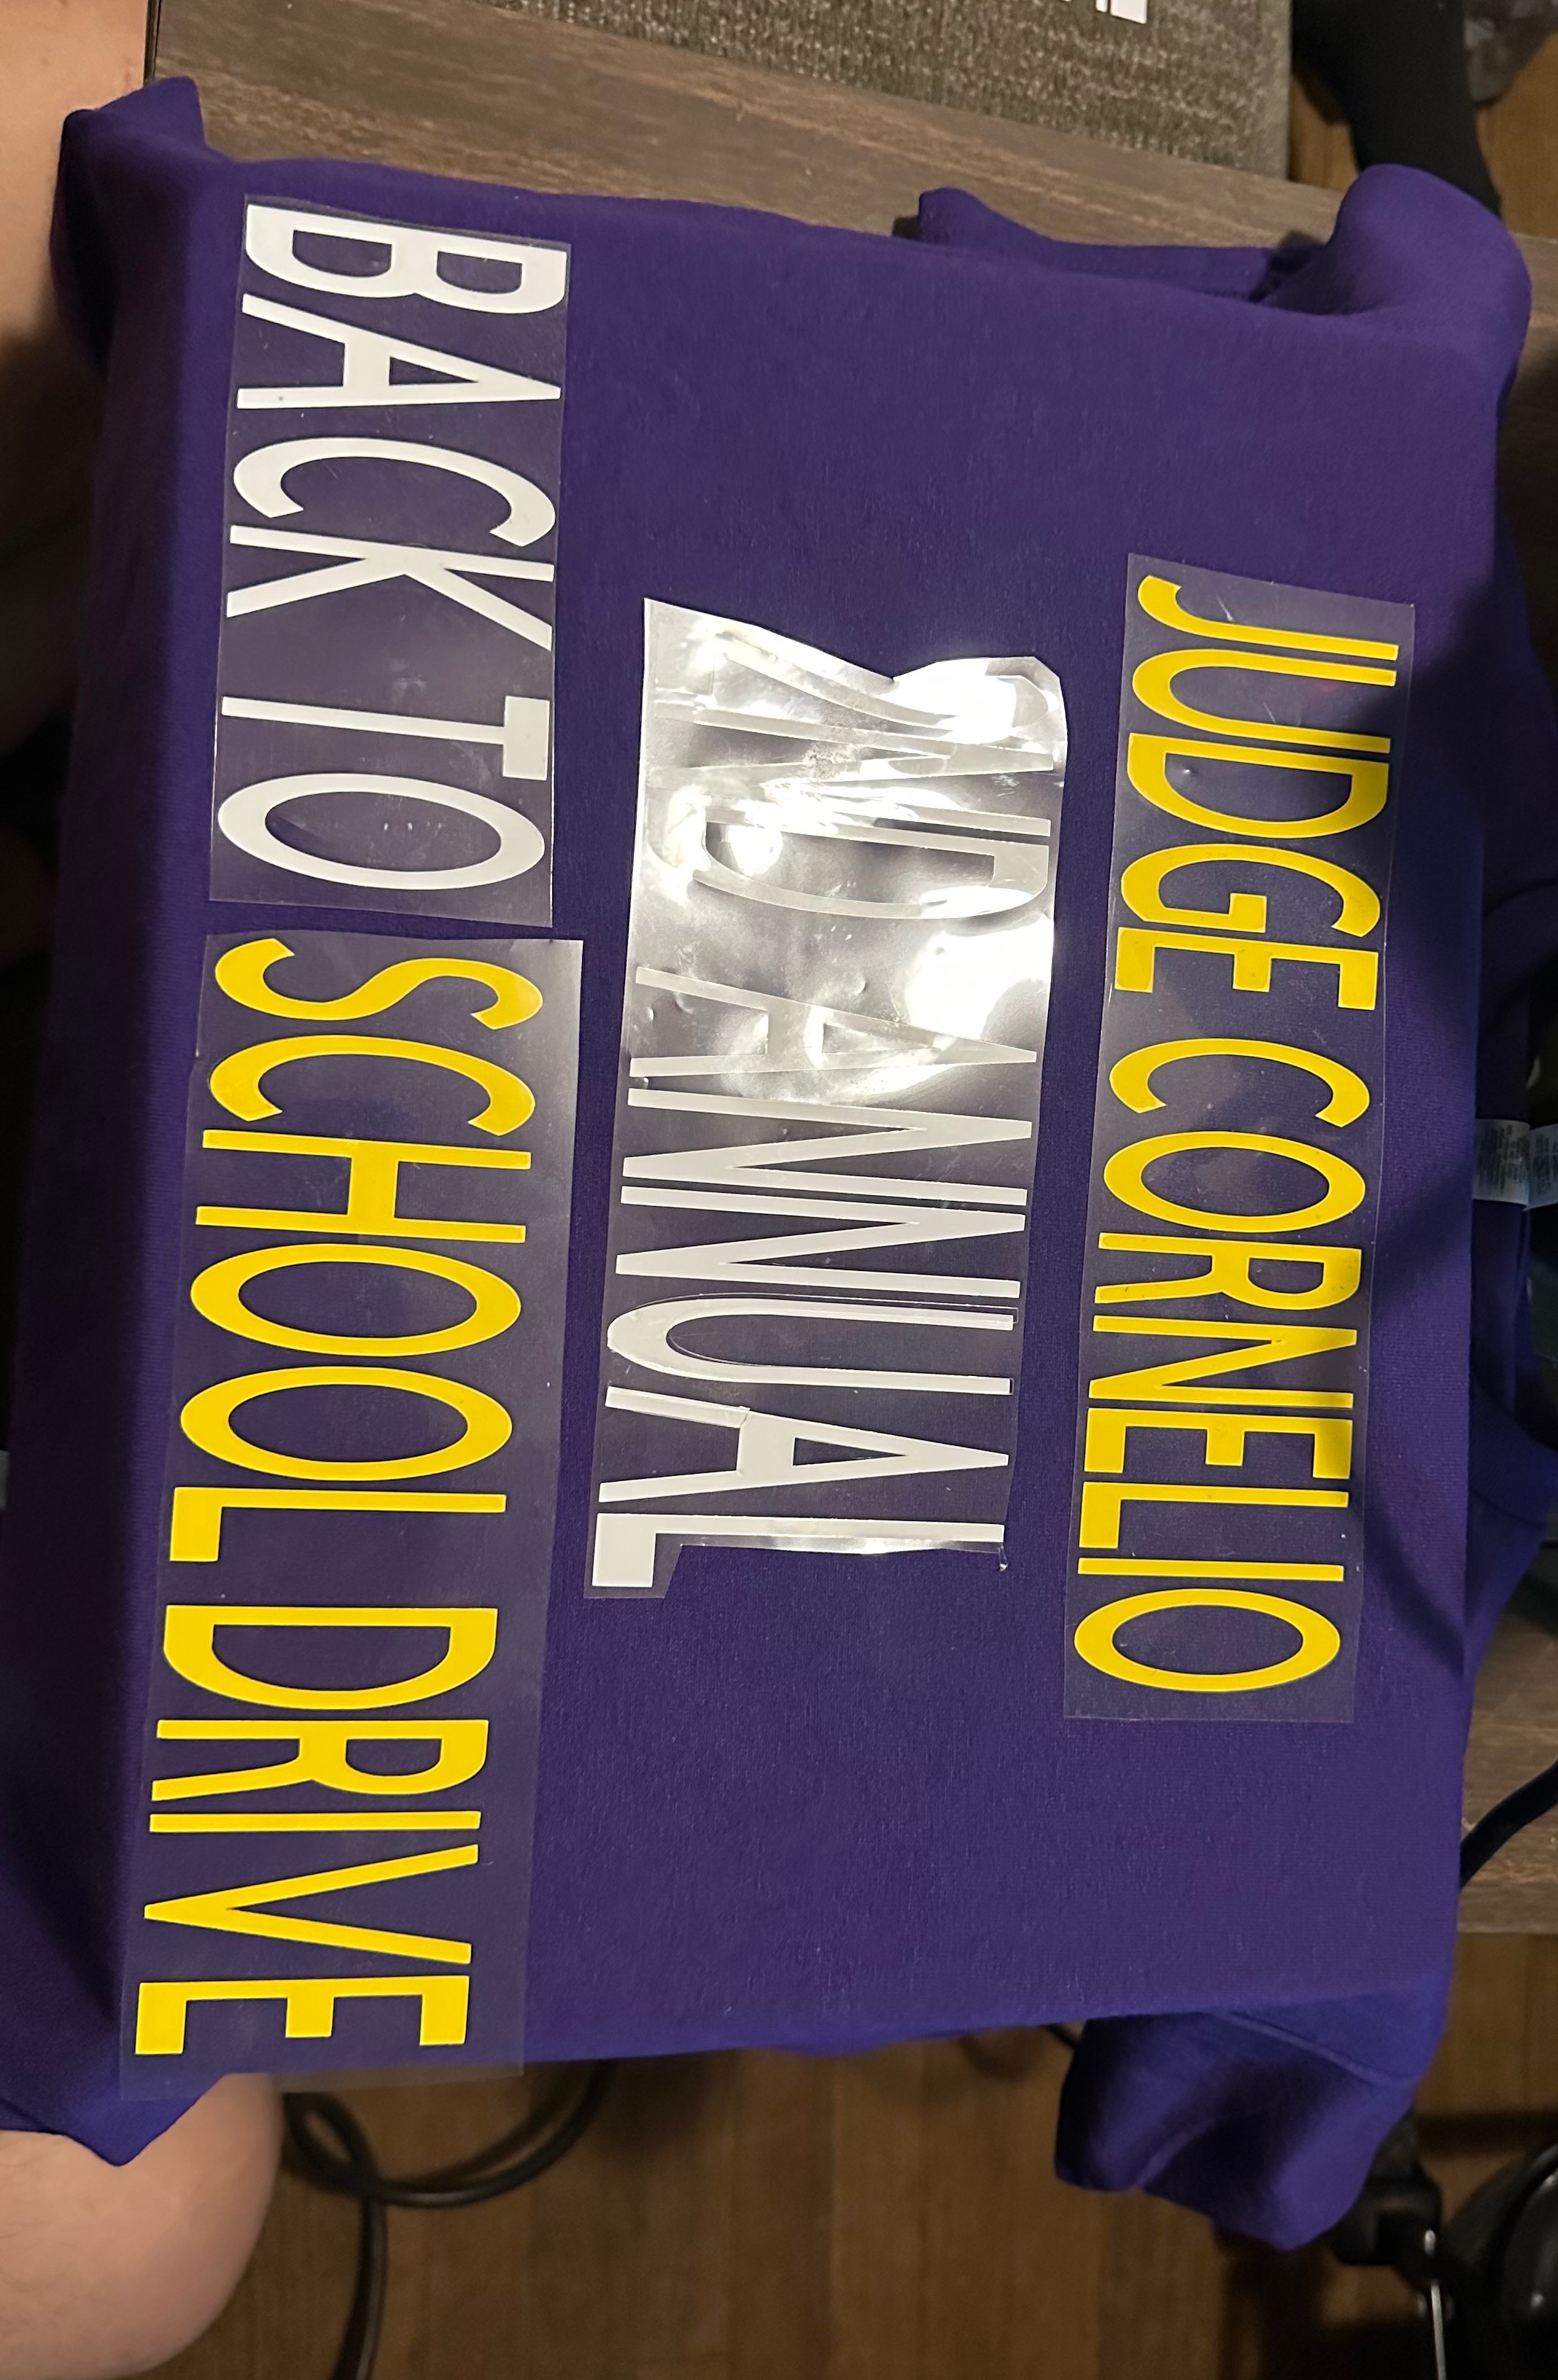 JUDGE CORNELIO
2ND ANNUAL
BACK TO SCHOOL DRIVE